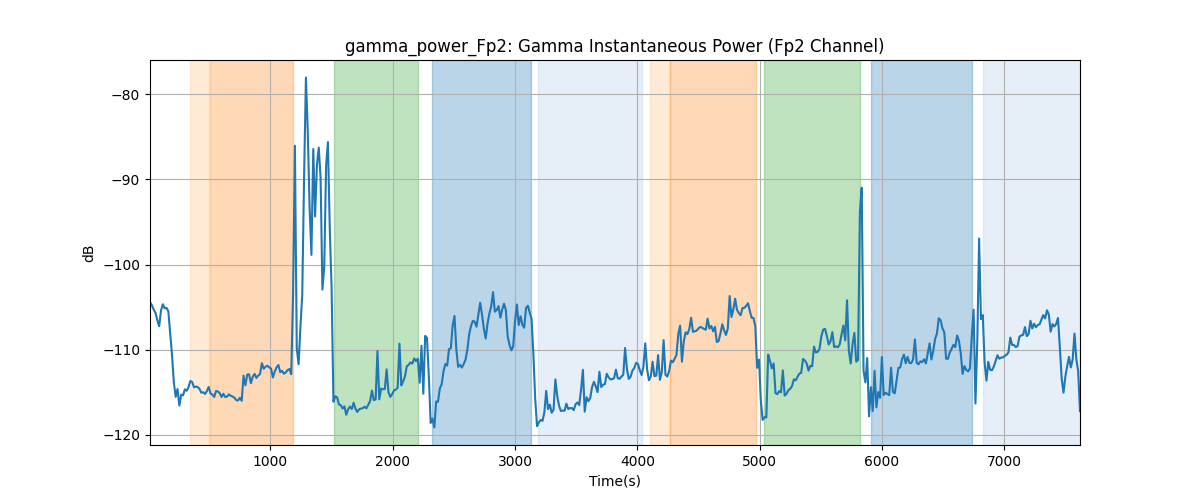 gamma_power_Fp2: Gamma Instantaneous Power (Fp2 Channel)
−80
−90
−100
−110
−120
dB
1000 2000 3000 4000 5000 6000 7000
Time(s)